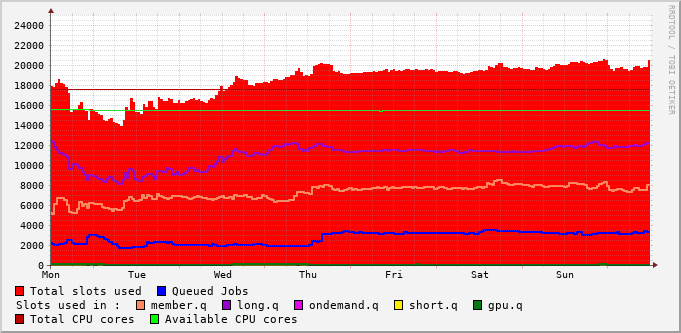 RRDTOOL / TOBI OETIKER
24000
22000
20000
18000
16000
14000
12000
10000
8000
6000
4000
2000
0
Mon Tue Wed Thu Fri Sat Sun
Total slots used Queued Jobs
Slots used in : member.q long.q ondemand.q short.q gpu.q
Total CPU cores Available CPU cores